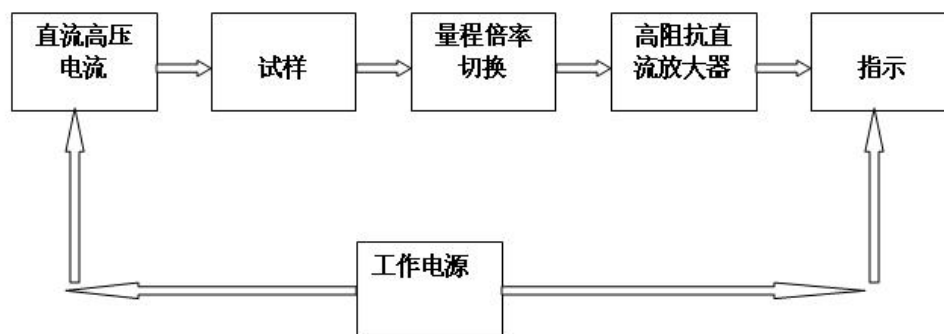 直流高压
电流
试样
量程倍率
切换
高阻抗直
流放大器
指示
工作电源